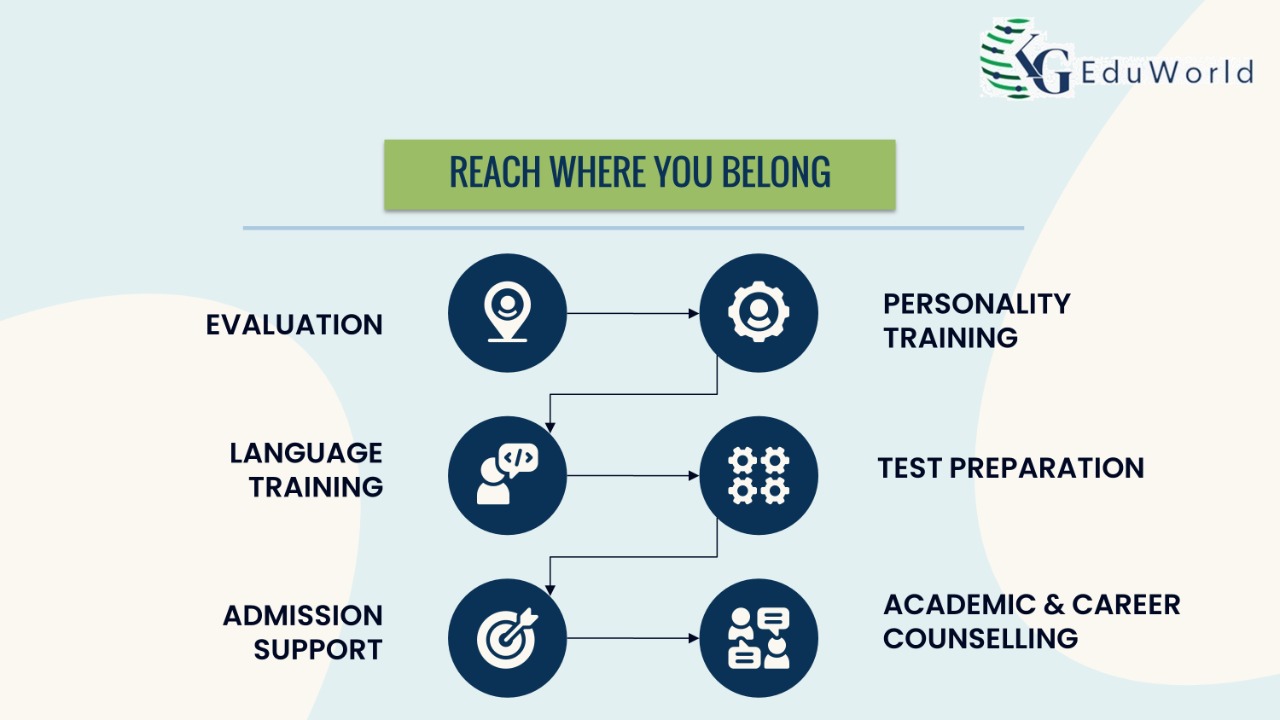 KG EduWorld
REACH WHERE YOU BELONG
EVALUATION
PERSONALITY
TRAINING
LANGUAGE
TRAINING
TEST PREPARATION
ADMISSION
SUPPORT
ACADEMIC & CAREER
COUNSELLING